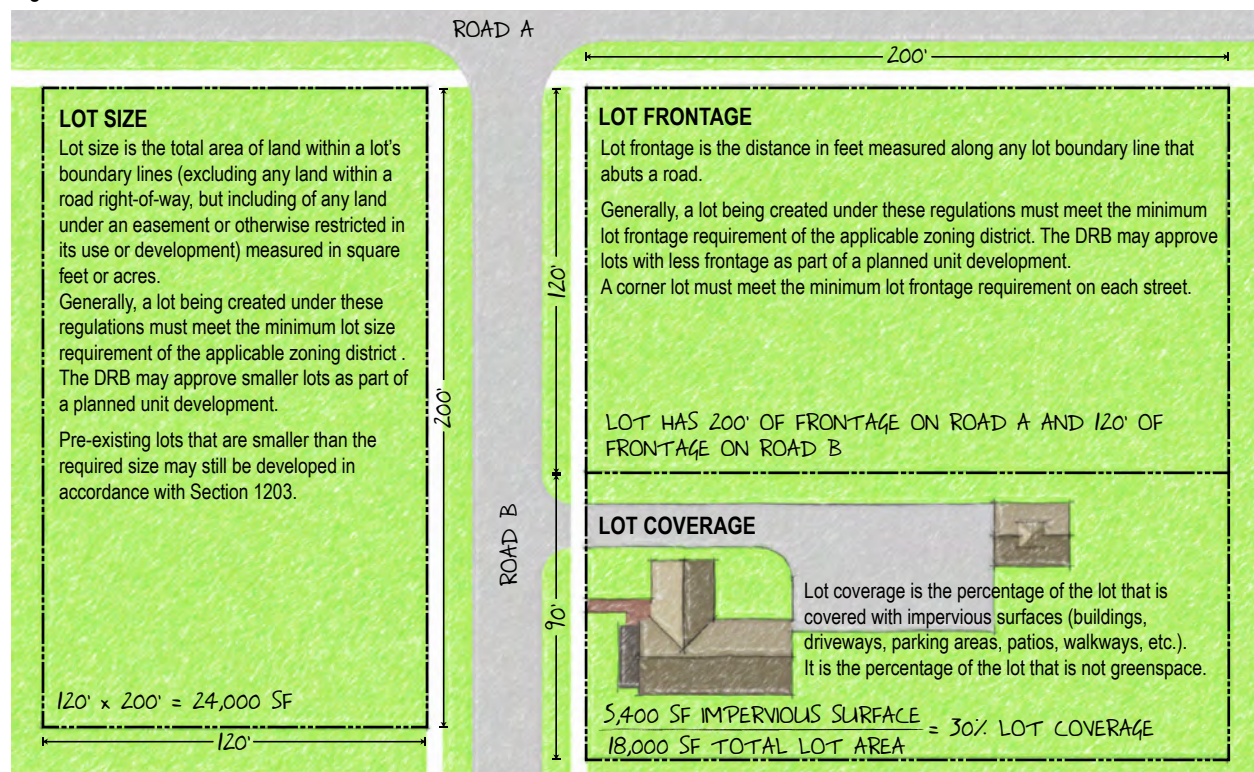 ROAD A
200'
LOT SIZE
Lot size is the total area of land within a lot's
boundary lines (excluding any land within a
road right-of-way, but including of any land
under an easement or otherwise restricted in
its use or development) measured in square
feet or acres.
Generally, a lot being created under these
regulations must meet the minimum lot size
requirement of the applicable zoning district .
The DRB may approve smaller lots as part of
a planned unit development.
Pre-existing lots that are smaller than the
required size may still be developed in
accordance with Section 1203.
120' x 200' = 24,000 SF
120'
200'
ROAD B
120'
90'
LOT FRONTAGE
Lot frontage is the distance in feet measured along any lot boundary line that
abuts a road.
Generally, a lot being created under these regulations must meet the minimum
lot frontage requirement of the applicable zoning district. The DRB may approve
lots with less frontage as part of a planned unit development.
A corner lot must meet the minimum lot frontage requirement on each street.
LOT HAS 200' OF FRONTAGE ON ROAD A AND 120' OF
FRONTAGE ON ROAD B
LOT COVERAGE
Lot coverage is the percentage of the lot that is
covered with impervious surfaces (buildings,
driveways, parking areas, patios, walkways, etc.).
It is the percentage of the lot that is not greenspace.
5,400 SF IMPERVIOUS SURFACE
18,000 SF TOTAL LOT AREA
= 30% LOT COVERAGE